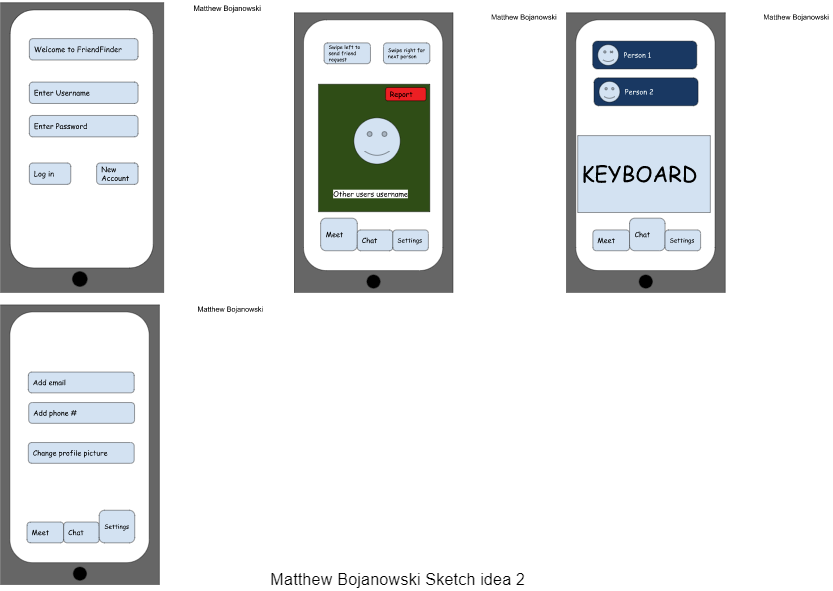 Matthew Bojanowski
Welcome to FriendFinder
Enter Username
Enter Password
Log in
New
Account
Matthew Bojanowski
Swipe left to
send friend
request
Swipe right for
next person
Report
Other users username
Meet
Chat
Settings
Matthew Bojanowski
Person 1
Person 2
KEYBOARD
Meet
Chat
Settings
Matthew Bojanowski
Add email
Add phone #
Change profile picture
Meet
Chat
Settings
Matthew Bojanowski Sketch idea 2